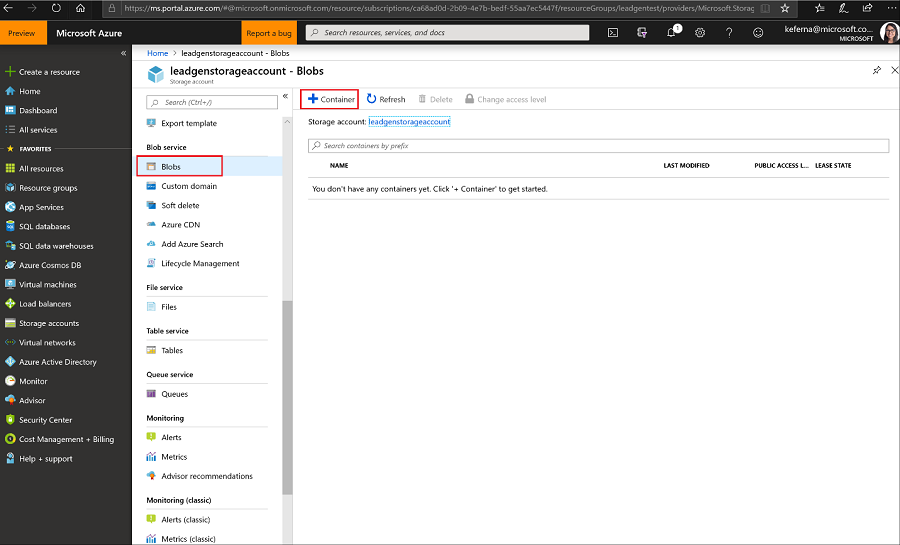 https://ms.portal.azure.com/#@microsoft.onmicrosoft.com/resource/subscriptions/ca68ad0d-2b09-4e7b-bedf-55aa7ec5447f/resourceGroups/leadgentest/providers/Microsoft.Storag
Preview
Microsoft Azure
Report a bug
Search resources, services, and docs
1
keferna@microsoft.co...
MICROSOFT
Create a resource
Home
Dashboard
All services
FAVORITES
All resources
Resource groups
App Services
SQL databases
SQL data warehouses
Azure Cosmos DB
Virtual machines
Load balancers
Storage accounts
Virtual networks
Azure Active Directory
Monitor
Advisor
Security Center
Cost Management + Billing
Help + support
Home > leadgenstorageaccount - Blobs
leadgenstorageaccount - Blobs
Storage account
Search (Ctrl+/)
Export template
Blob service
Blobs
Custom domain
Soft delete
Azure CDN
Add Azure Search
Lifecycle Management
File service
Files
Table service
Tables
Queue service
Queues
Monitoring
Alerts
Metrics
Advisor recommendations
Monitoring (classic)
Alerts (classic)
Metrics (classic)
+ Container
Refresh
Delete
Change access level
Storage account: leadgenstorageaccount
Search containers by prefix
NAME LAST MODIFIED PUBLIC ACCESS L... LEASE STATE
You don't have any containers yet. Click '+ Container' to get started.